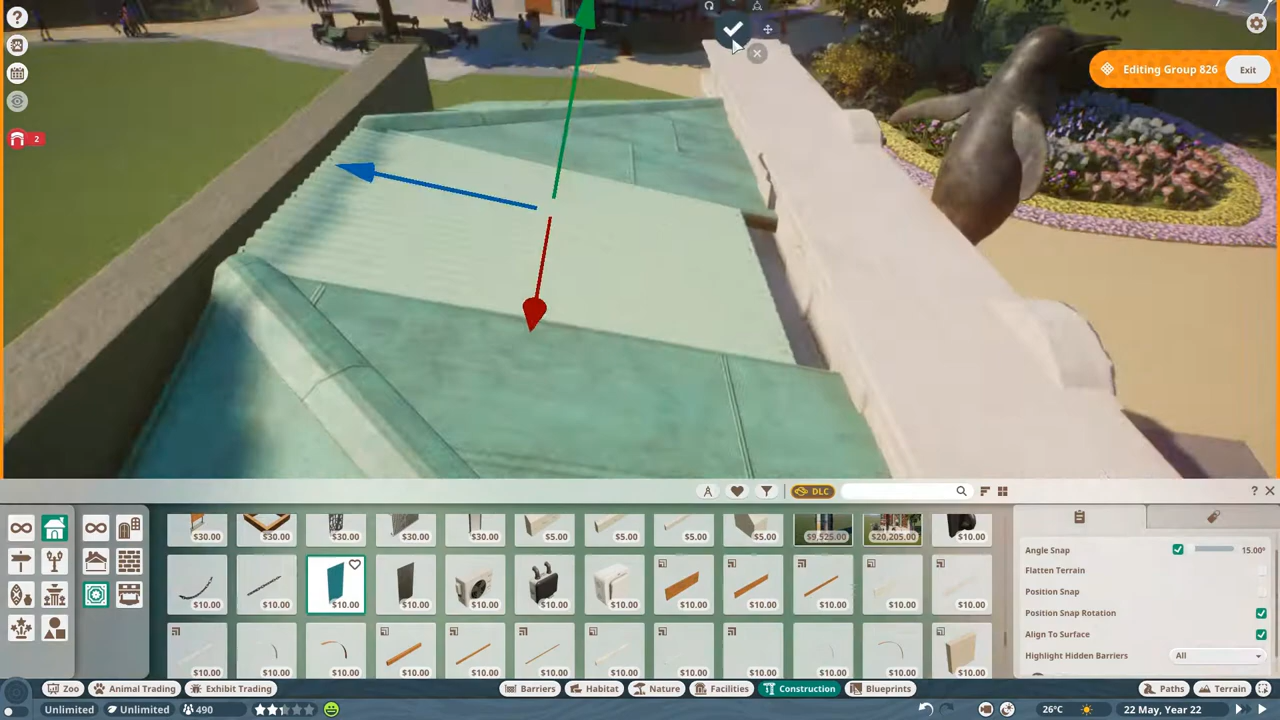 ?
Editing Group 826 Exit
2
DLC
? ×
$30.00 $30.00 $30.00 $30.00 $30.00 $5.00 $5.00 $5.00 $5.00 $9,525.00 $20,205.00 $10.00
$10.00 $10.00 $10.00 $10.00 $10.00 $10.00 $10.00 $10.00 $10.00 $10.00 $10.00 $10.00
$10.00 $10.00 $10.00 $10.00 $10.00 $10.00 $10.00 $10.00 $10.00 $10.00 $10.00 $10.00
Angle Snap 15.00°
Flatten Terrain
Position Snap
Position Snap Rotation
Align To Surface
Highlight Hidden Barriers All
Zoo Animal Trading Exhibit Trading Barriers Habitat Nature Facilities Construction Blueprints Paths Terrain
Unlimited Unlimited 490 26°C 22 May, Year 22